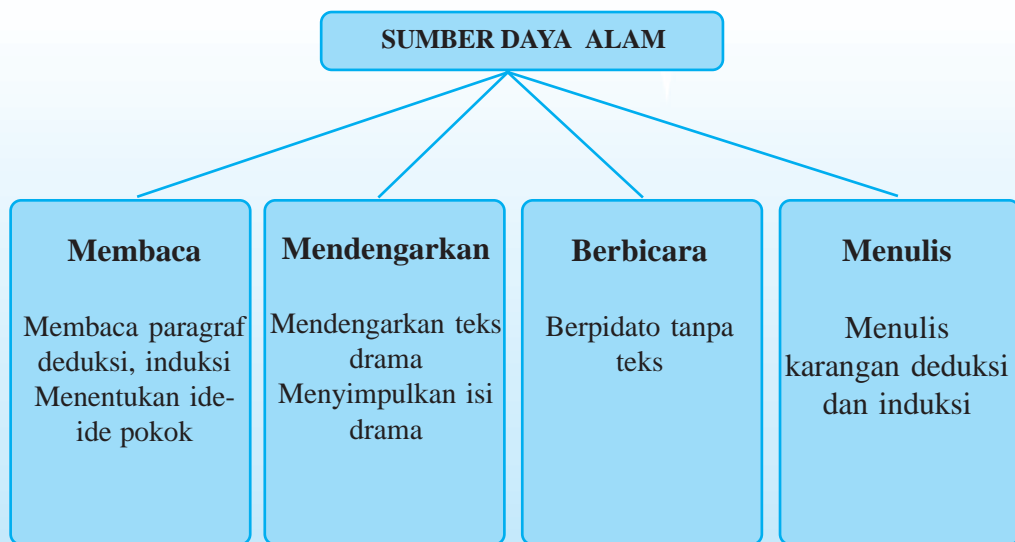 SUMBER DAYA ALAM
Membaca
Membaca paragraf
deduksi, induksi
Menentukan ide-
ide pokok
Mendengarkan
Mendengarkan teks
drama
Menyimpulkan isi
drama
Berbicara
Berpidato tanpa
teks
Menulis
Menulis
karangan deduksi
dan induksi